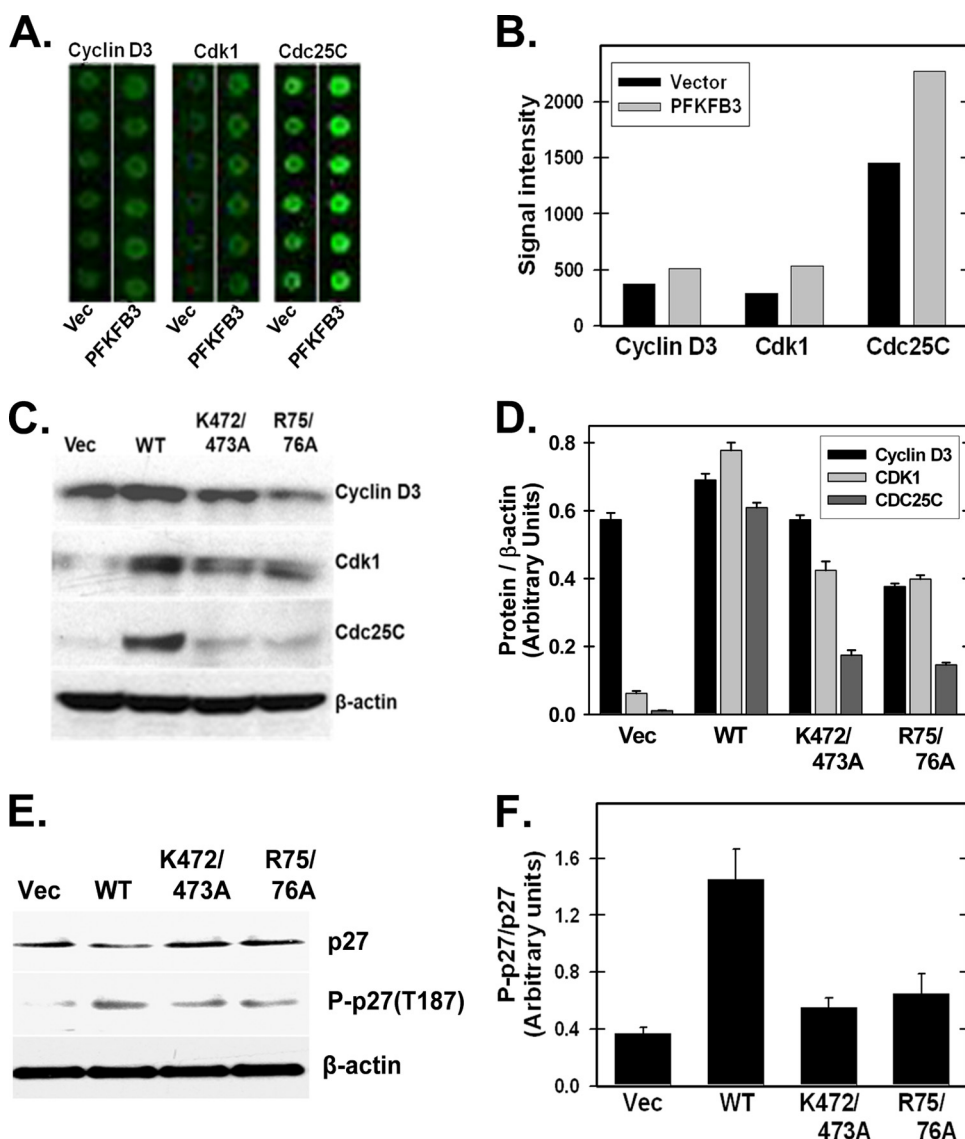 A.
Cyclin D3 Cdk1 Cdc25C
Vec PFKFB3 Vec PFKFB3 Vec PFKFB3
B.
Vector
PFKFB3
Signal intensity
2000
1500
1000
500
0
Cyclin D3 Cdk1 Cdc25C
C.
Vec WT K472/ 473A R75/ 76A
Cyclin D3
Cdk1
Cdc25C
β-actin
D.
Cyclin D3
CDK1
CDC25C
Protein / β-actin
(Arbitrary Units)
0.8
0.6
0.4
0.2
0.0
Vec WT K472/ R75/
473A 76A
E.
K472/ R75/
Vec WT 473A 76A
p27
P-p27(T187)
β-actin
F.
P-p27/p27
(Arbitrary units)
1.6
1.2
0.8
0.4
0.0
Vec WT K472/ R75/
473A 76A